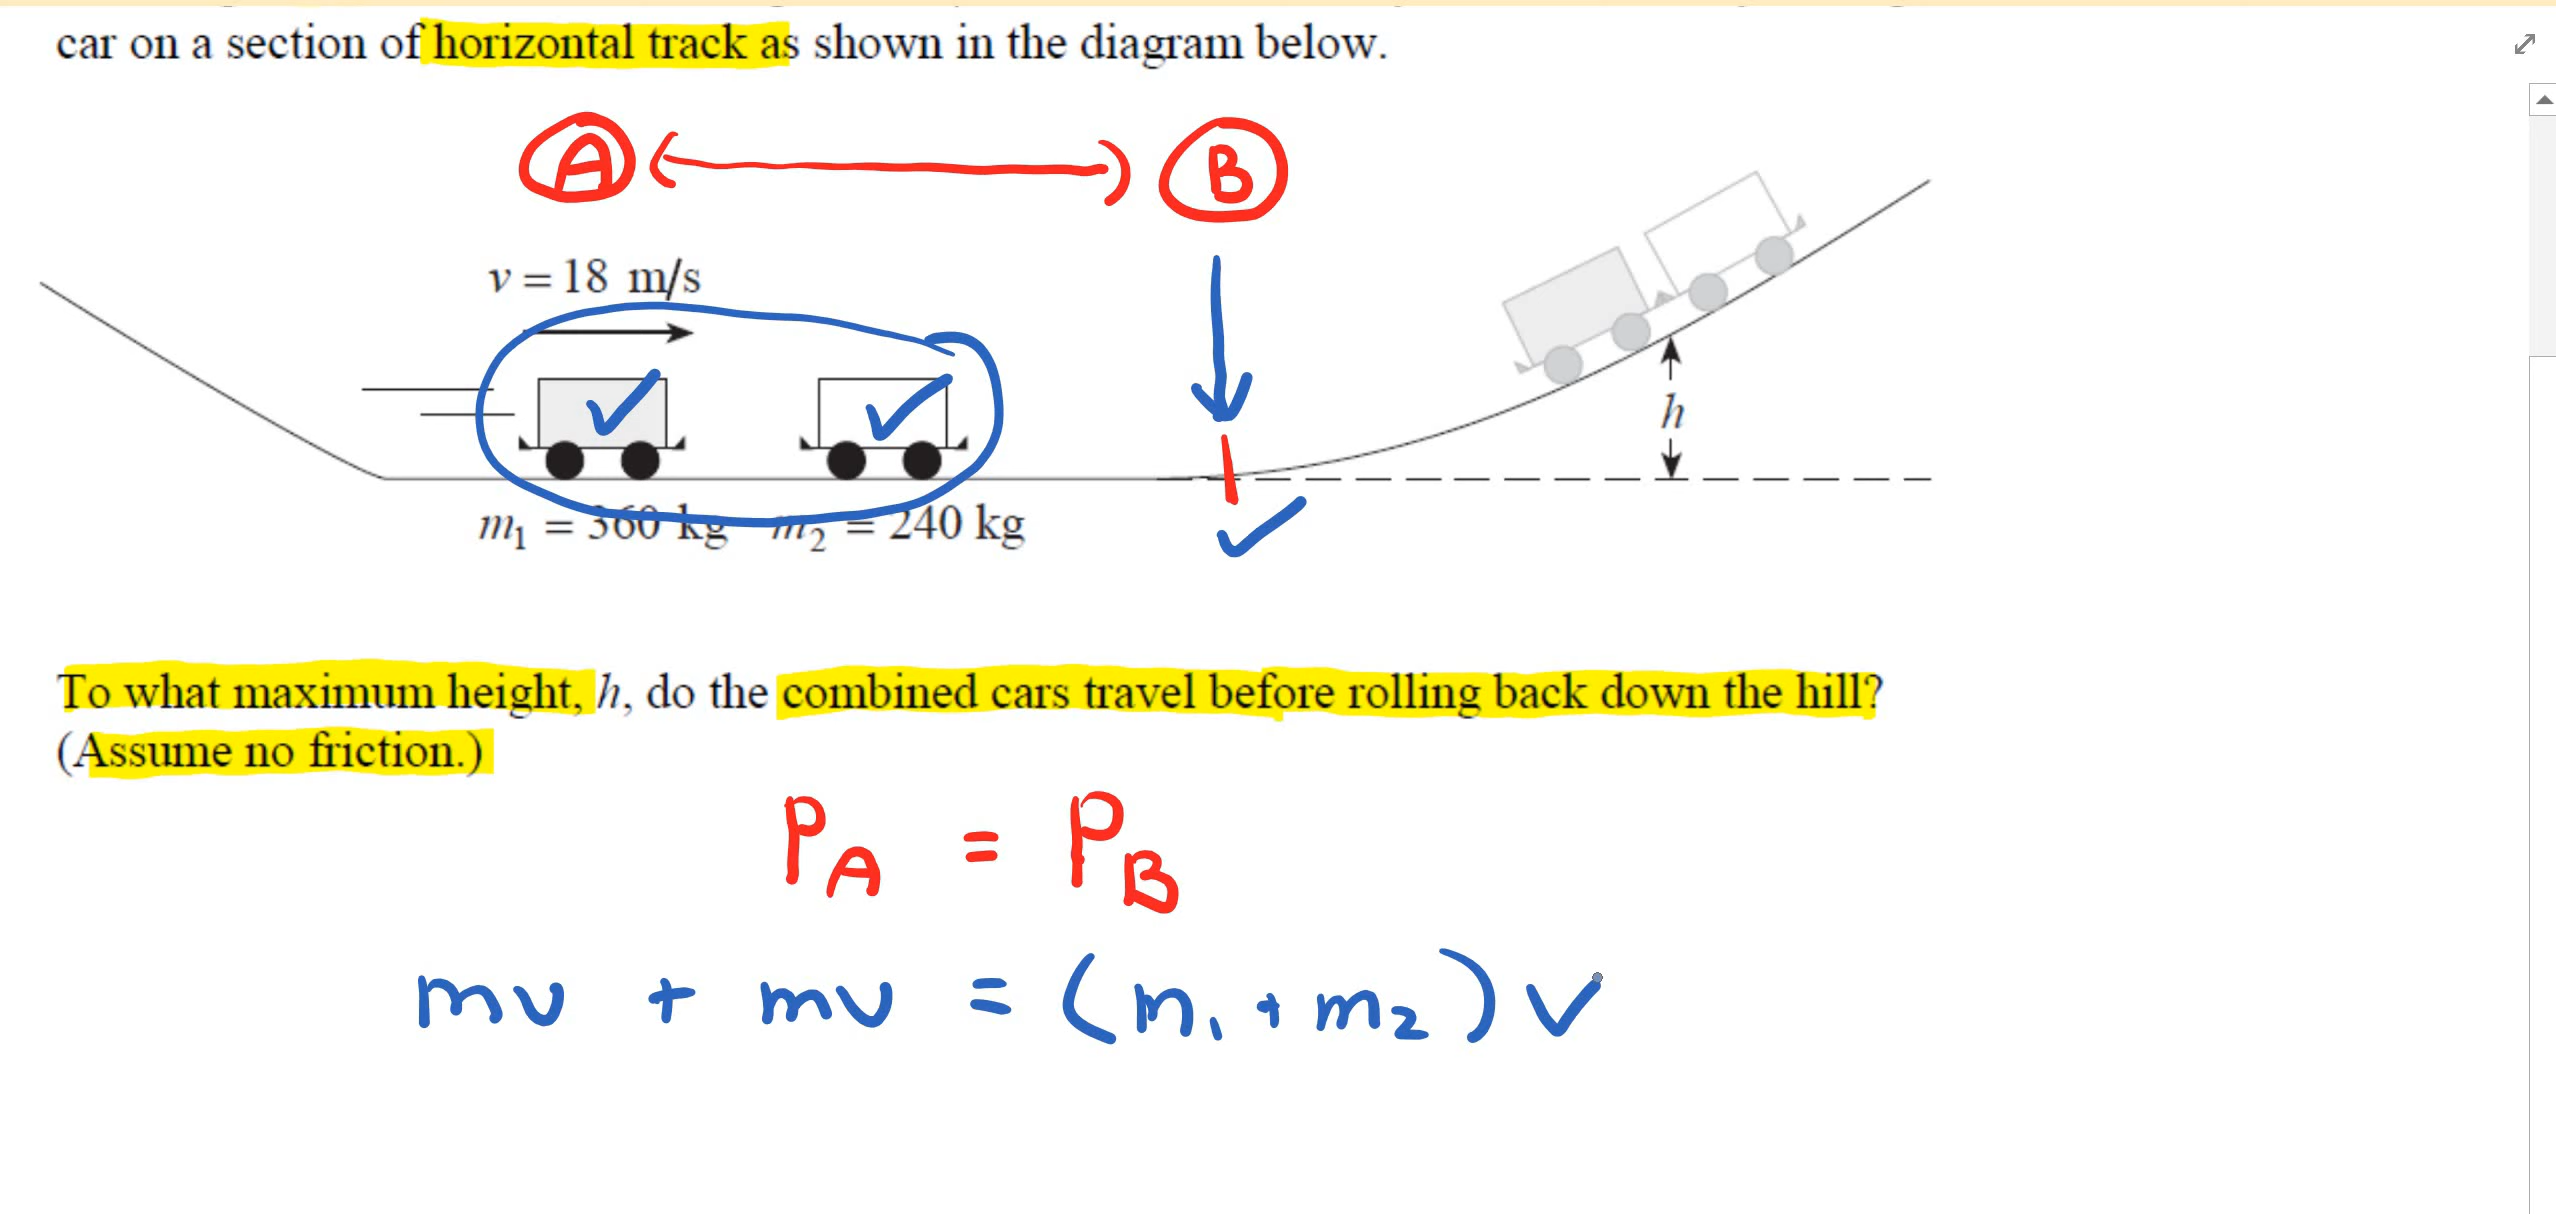 car on a section of horizontal track as shown in the diagram below.
A B
v = 18 m/s
h
m₁ = 360 kg m₂ = 240 kg
To what maximum height, h, do the combined cars travel before rolling back down the hill?
(Assume no friction.)
P_A = P_B
mv + mv = (m₁ + m₂) v